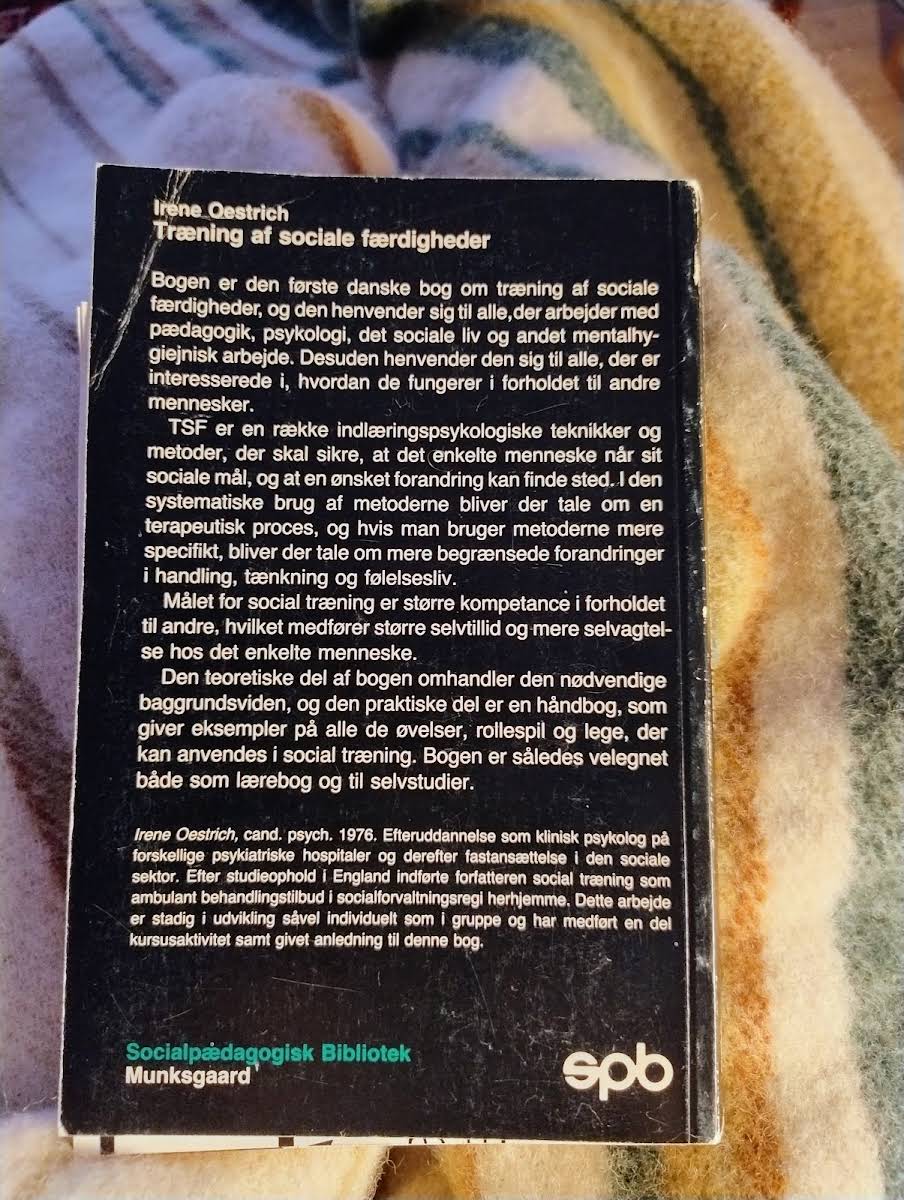 Irene Oestrich
Træning af sociale færdigheder
Bogen er den første danske bog om træning af sociale
færdigheder, og den henvender sig til alle,der arbejder med
pædagogik, psykologi, det sociale liv og andet mentalhy-
giejnisk arbejde. Desuden henvender den sig til alle, der er
interesserede i, hvordan de fungerer i forholdet til andre
mennesker.
TSF er en række indlæringspsykologiske teknikker og
metoder, der skal sikre, at det enkelte menneske når sit
sociale mål, og at en ønsket forandring kan finde sted. I den
systematiske brug af metoderne bliver der tale om en
terapeutisk proces, og hvis man bruger metoderne mere
specifikt, bliver der tale om mere begrænsede forandringer
i handling, tænkning og følelsesliv.
Målet for social træning er større kompetance i forholdet
til andre, hvilket medfører større selvtillid og mere selvagtel-
se hos det enkelte menneske.
Den teoretiske del af bogen omhandler den nødvendige
baggrundsviden, og den praktiske del er en håndbog, som
giver eksempler på alle de øvelser, rollespil og lege, der
kan anvendes i social træning. Bogen er således velegnet
både som lærebog og til selvstudier.
Irene Oestrich, cand. psych. 1976. Efteruddannelse som klinisk psykolog på
forskellige psykiatriske hospitaler og derefter fastansættelse i den sociale
sektor. Efter studieophold i England indførte forfatteren social træning som
ambulant behandlingstilbud i socialforvaltningsregi herhjemme. Dette arbejde
er stadig i udvikling såvel individuelt som i gruppe og har medført en del
kursusaktivitet samt givet anledning til denne bog.
Socialpædagogisk Bibliotek
Munksgaard
spb